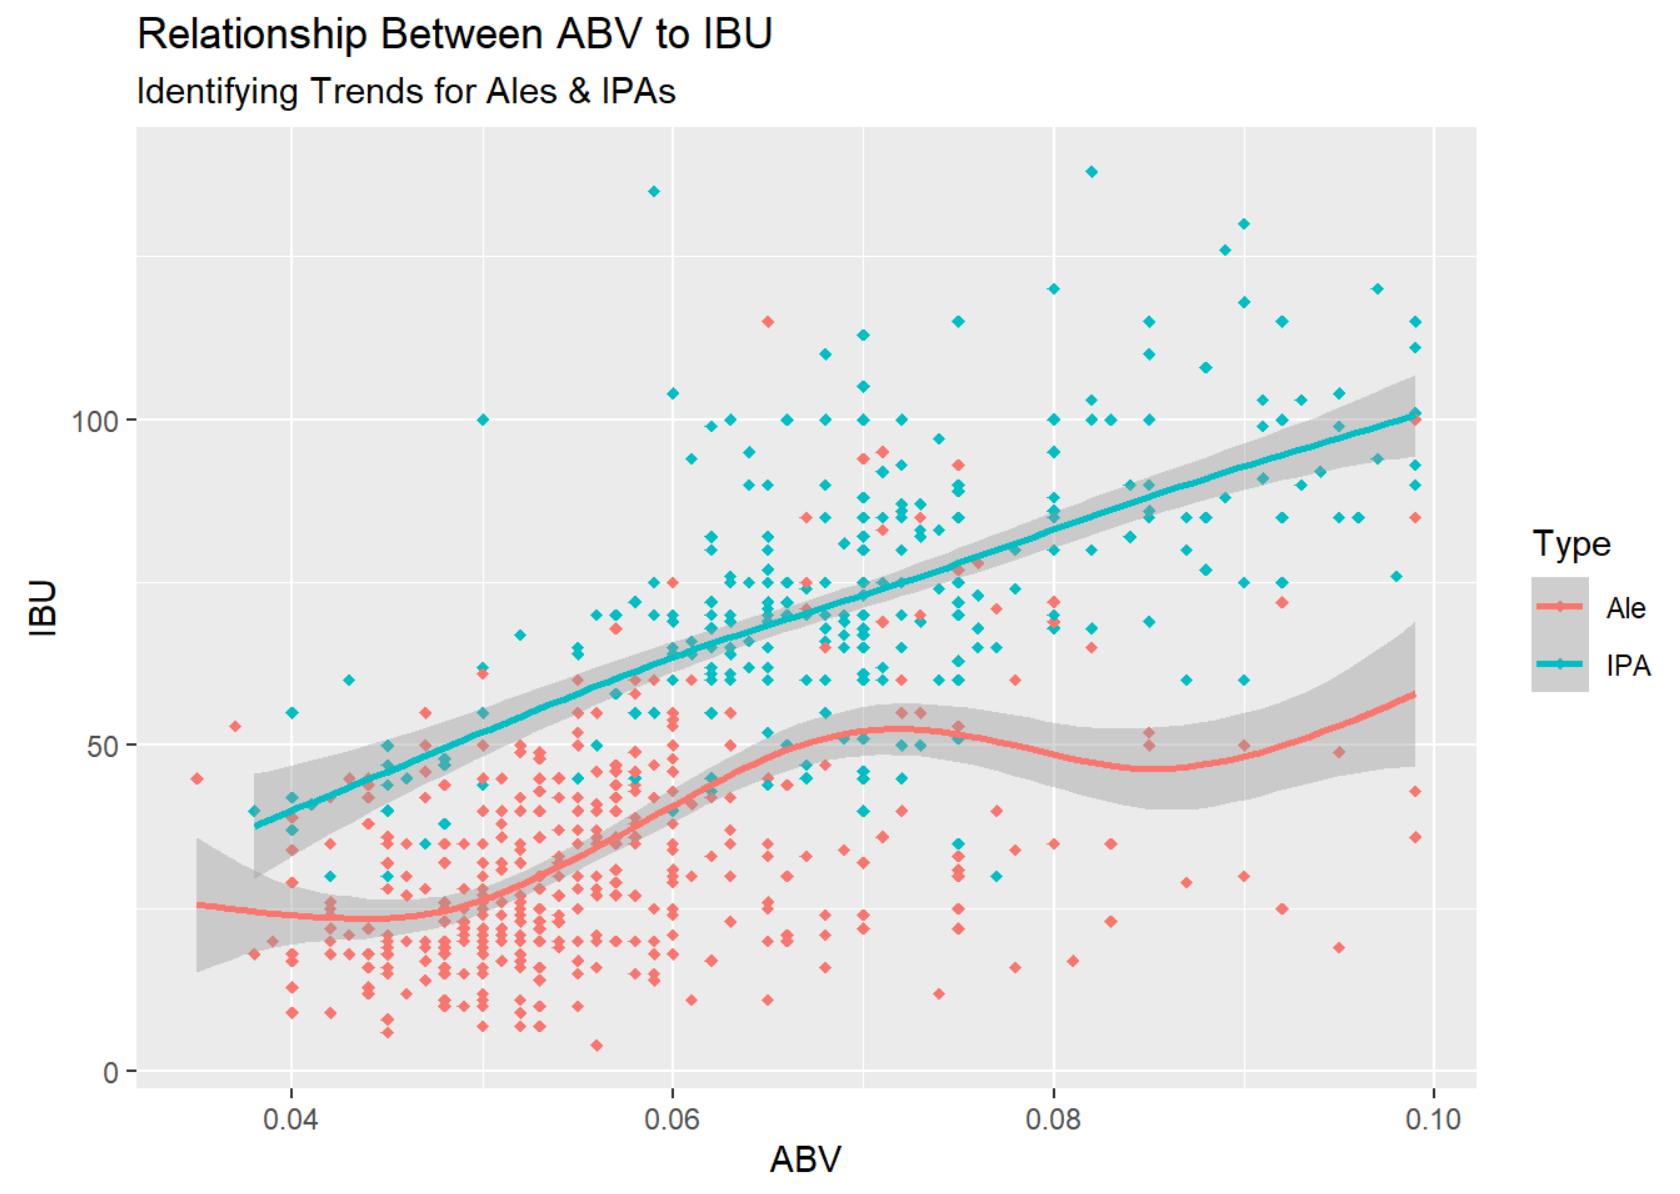 Relationship Between ABV to IBU
Identifying Trends for Ales & IPAs
100
50
0
IBU
0.04 0.06 0.08 0.10
ABV
Type
Ale
IPA